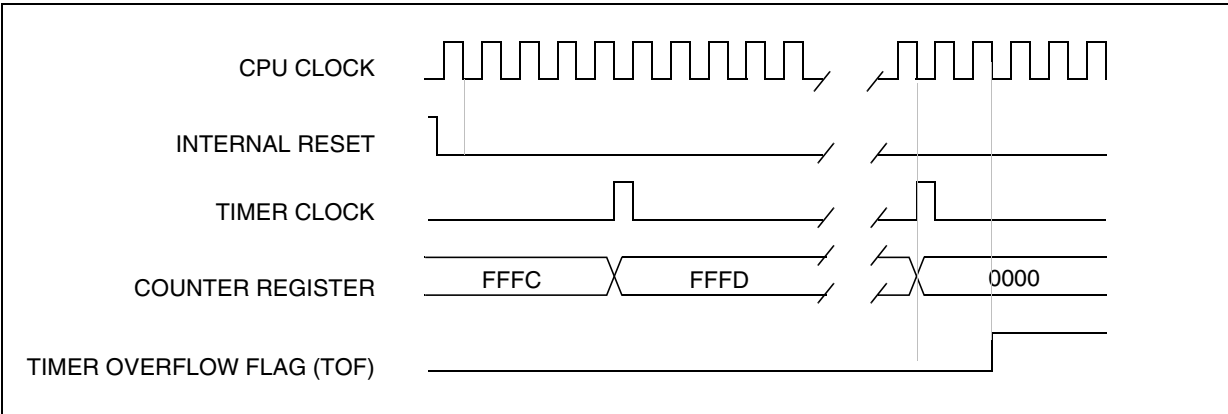 CPU CLOCK
INTERNAL RESET
TIMER CLOCK
COUNTER REGISTER FFFC FFFD 0000
TIMER OVERFLOW FLAG (TOF)